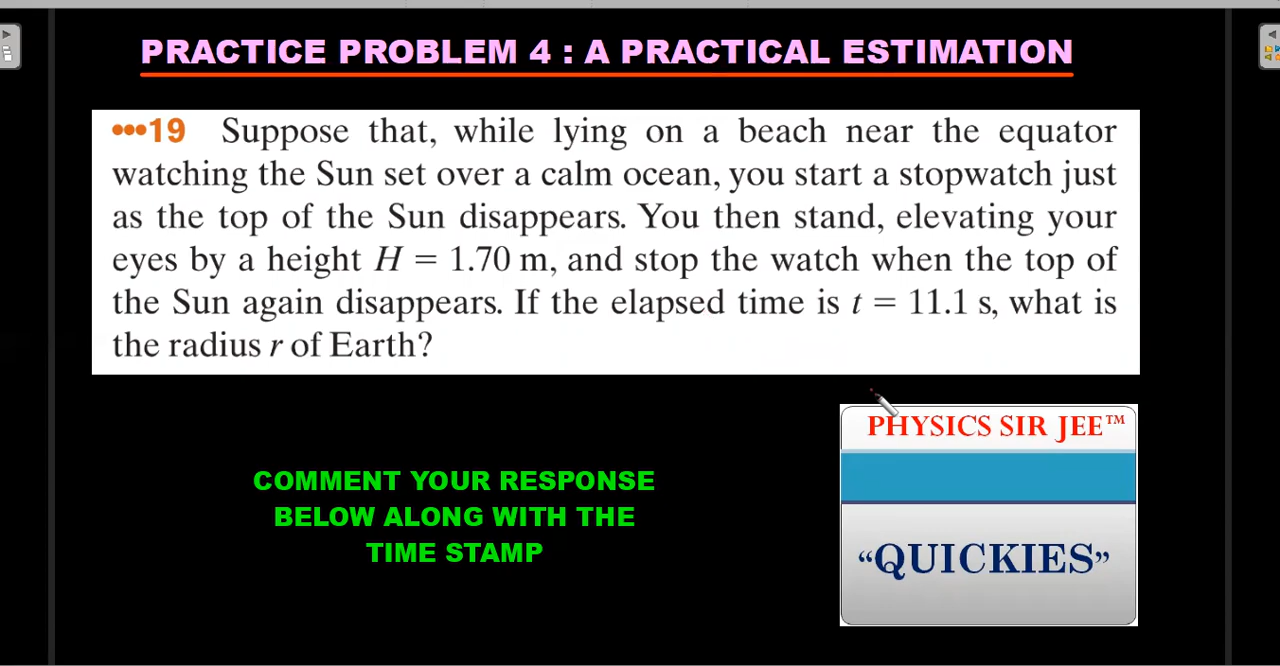 PRACTICE PROBLEM 4 : A PRACTICAL ESTIMATION
•••19 Suppose that, while lying on a beach near the equator
watching the Sun set over a calm ocean, you start a stopwatch just
as the top of the Sun disappears. You then stand, elevating your
eyes by a height H = 1.70 m, and stop the watch when the top of
the Sun again disappears. If the elapsed time is t = 11.1 s, what is
the radius r of Earth?
COMMENT YOUR RESPONSE
BELOW ALONG WITH THE
TIME STAMP
PHYSICS SIR JEE™
“QUICKIES”